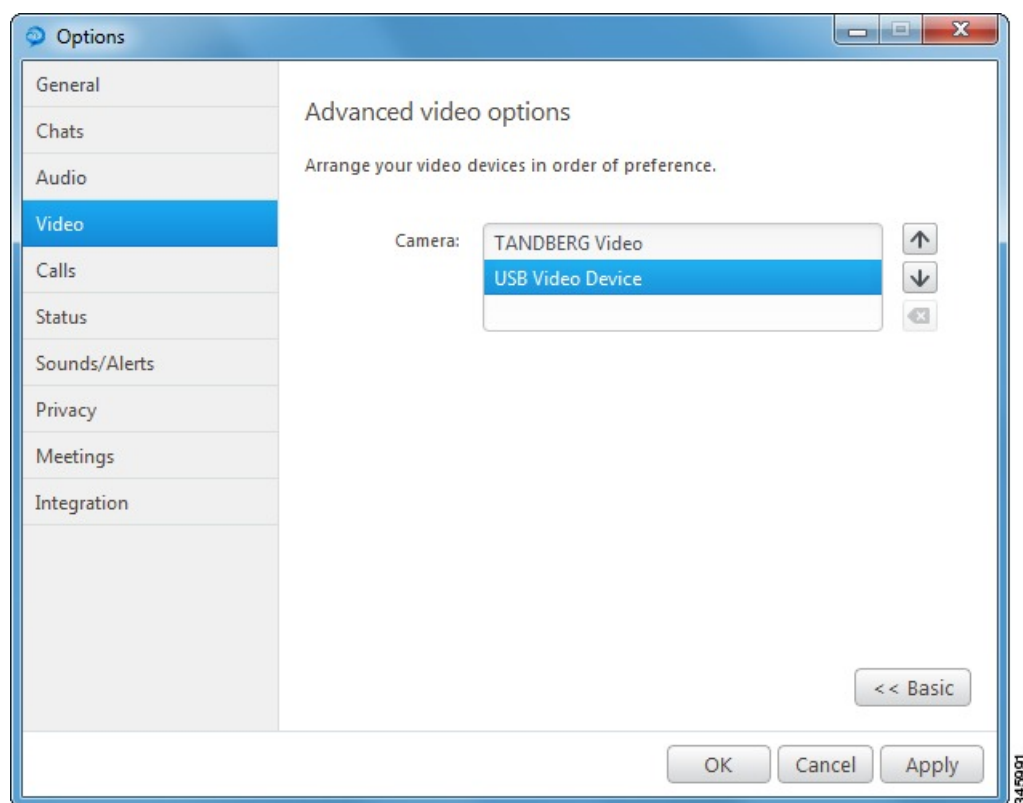 Options
General
Chats
Audio
Video
Calls
Status
Sounds/Alerts
Privacy
Meetings
Integration
Advanced video options
Arrange your video devices in order of preference.
Camera:
TANDBERG Video
USB Video Device
<< Basic
OK
Cancel
Apply
345991